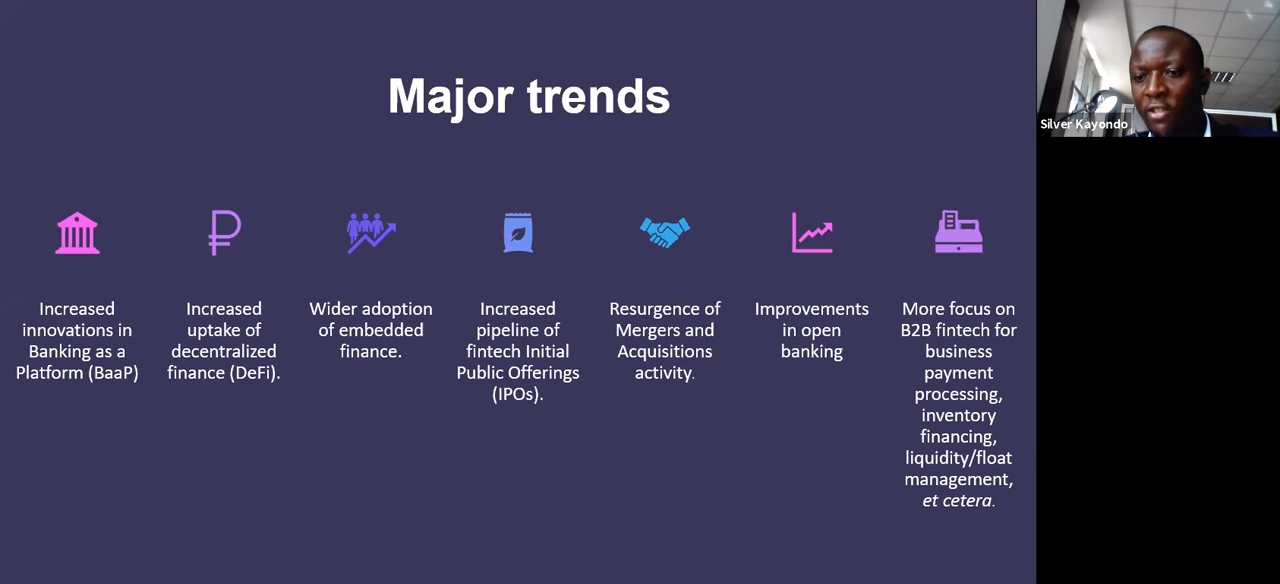 Major trends
Silver Kayondo
Increased
innovations in
Banking as a
Platform (BaaP)
Increased
uptake of
decentralized
finance (DeFi).
Wider adoption
of embedded
finance.
Increased
pipeline of
fintech Initial
Public Offerings
(IPOs).
Resurgence of
Mergers and
Acquisitions
activity.
Improvements
in open
banking
More focus on
B2B fintech for
business
payment
processing,
inventory
financing,
liquidity/float
management,
et cetera.